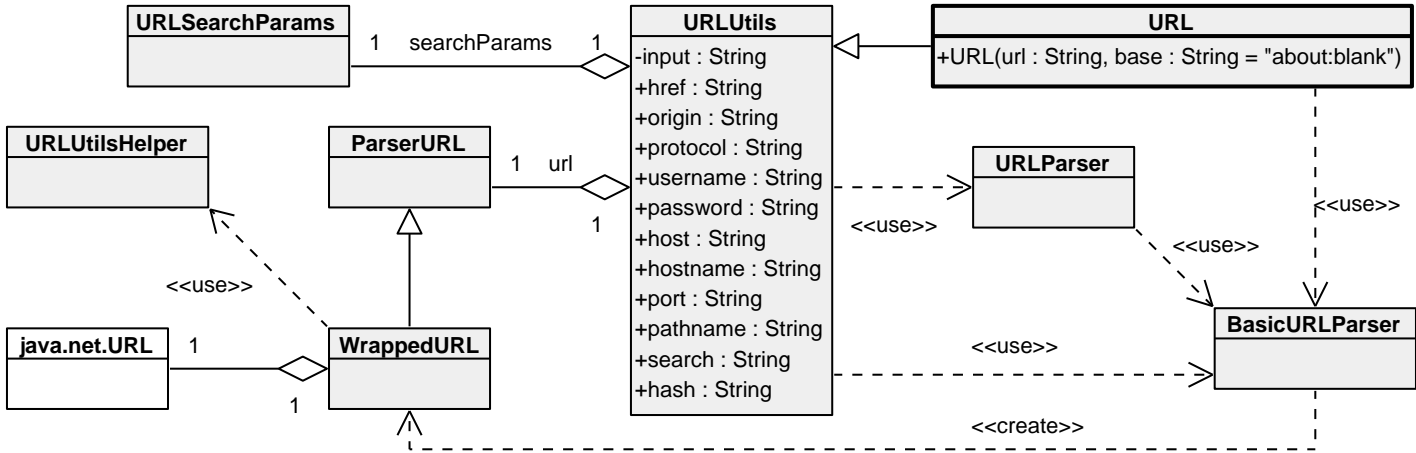 URLSearchParams
1 searchParams 1
URLUtils
-input : String
+href : String
+origin : String
+protocol : String
+username : String
+password : String
+host : String
+hostname : String
+port : String
+pathname : String
+search : String
+hash : String
URL
+URL(url : String, base : String = "about:blank")
URLUtilsHelper
ParserURL
1 url
1
URLParser
<<use>>
<<use>>
<<use>>
<<use>>
java.net.URL
1
1
WrappedURL
<<use>>
BasicURLParser
<<create>>